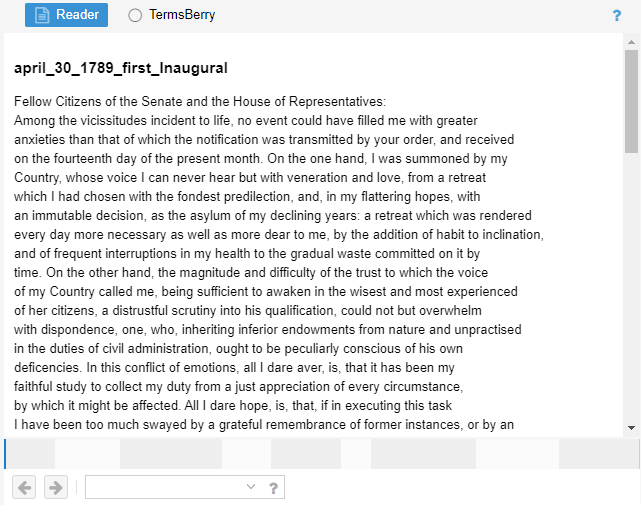 Reader TermsBerry ?
april_30_1789_first_Inaugural
Fellow Citizens of the Senate and the House of Representatives:
Among the vicissitudes incident to life, no event could have filled me with greater
anxieties than that of which the notification was transmitted by your order, and received
on the fourteenth day of the present month. On the one hand, I was summoned by my
Country, whose voice I can never hear but with veneration and love, from a retreat
which I had chosen with the fondest predilection, and, in my flattering hopes, with
an immutable decision, as the asylum of my declining years: a retreat which was rendered
every day more necessary as well as more dear to me, by the addition of habit to inclination,
and of frequent interruptions in my health to the gradual waste committed on it by
time. On the other hand, the magnitude and difficulty of the trust to which the voice
of my Country called me, being sufficient to awaken in the wisest and most experienced
of her citizens, a distrustful scrutiny into his qualification, could not but overwhelm
with dispondence, one, who, inheriting inferior endowments from nature and unpractised
in the duties of civil administration, ought to be peculiarly conscious of his own
deficencies. In this conflict of emotions, all I dare aver, is, that it has been my
faithful study to collect my duty from a just appreciation of every circumstance,
by which it might be affected. All I dare hope, is, that, if in executing this task
I have been too much swayed by a grateful remembrance of former instances, or by an
?